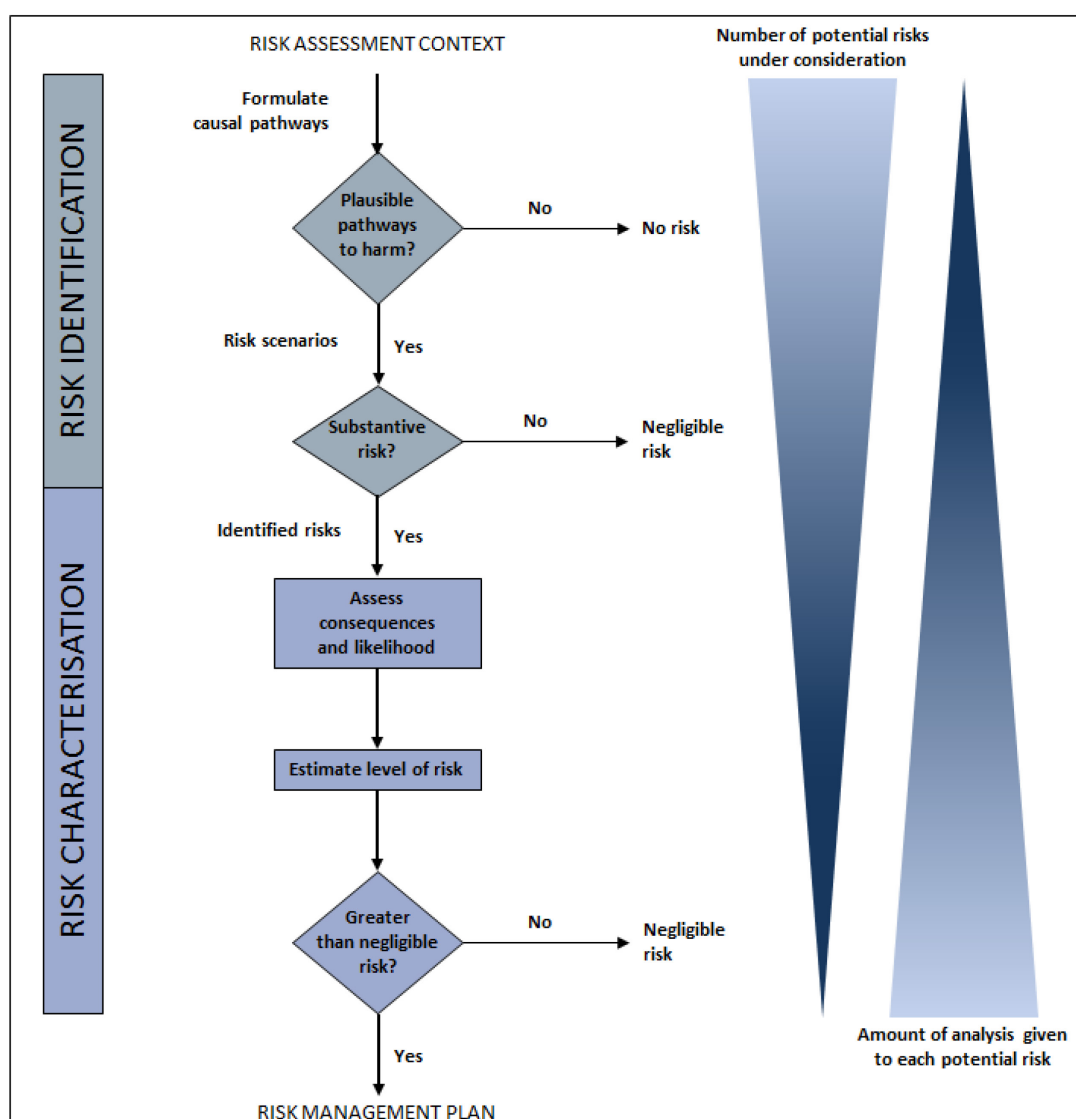 RISK ASSESSMENT CONTEXT
Number of potential risks
under consideration
RISK IDENTIFICATION
Formulate
causal pathways
Plausible
pathways
to harm?
No
No risk
Risk scenarios
Yes
Substantive
risk?
No
Negligible
risk
RISK CHARACTERISATION
Identified risks
Yes
Assess
consequences
and likelihood
Estimate level of risk
Greater
than negligible
risk?
No
Negligible
risk
Amount of analysis given
to each potential risk
Yes
RISK MANAGEMENT PLAN